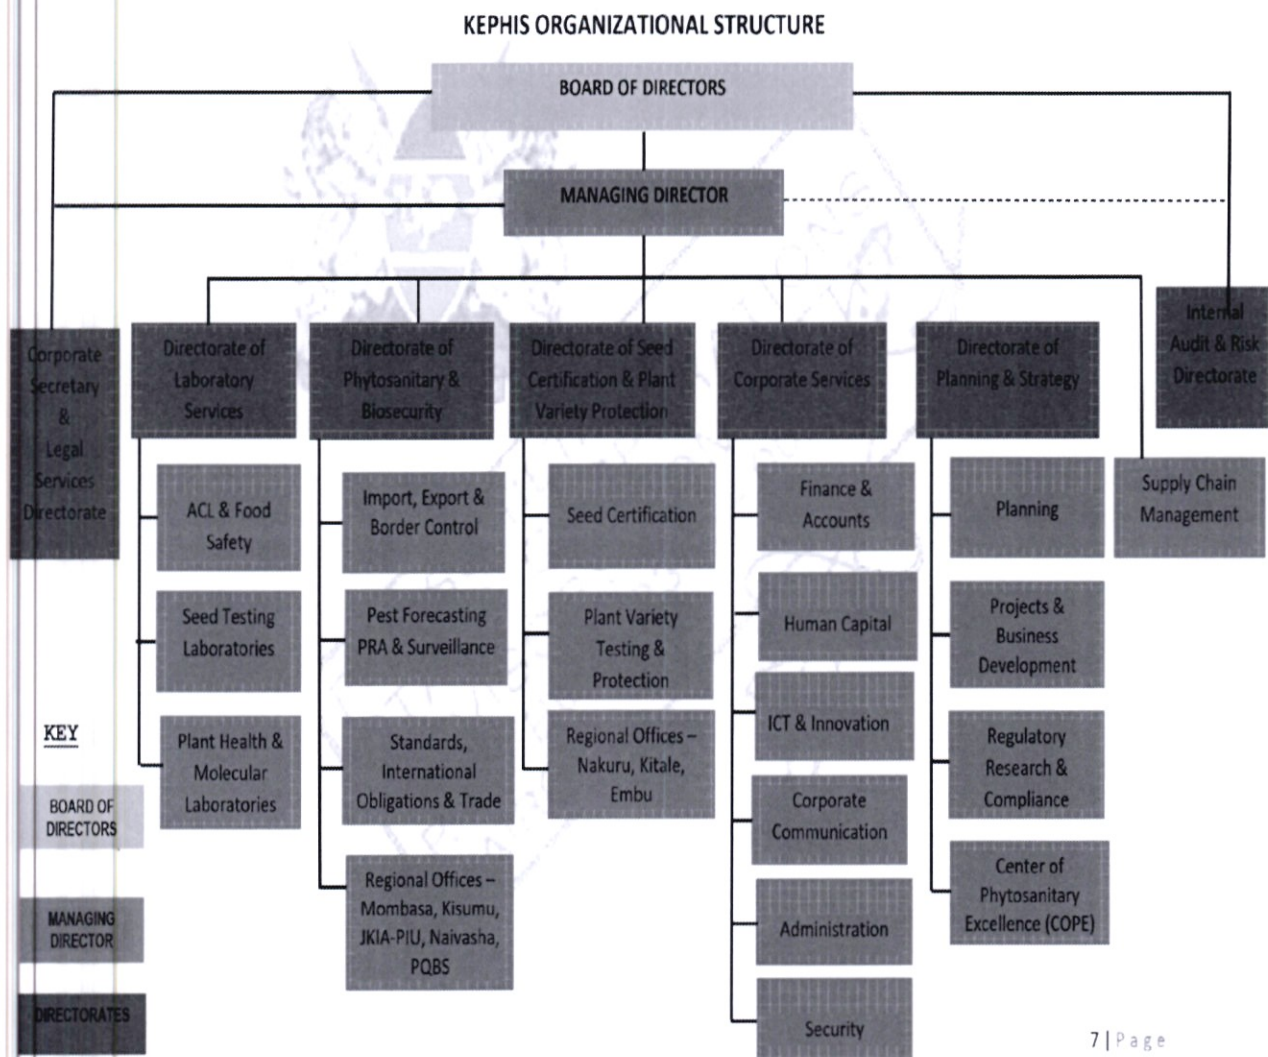 KEPHIS ORGANIZATIONAL STRUCTURE
BOARD OF DIRECTORS
MANAGING DIRECTOR
Corporate
Secretary
&
Legal
Services
Directorate
Directorate of
Laboratory
Services
Directorate of
Phytosanitary &
Biosecurity
Directorate of Seed
Certification & Plant
Variety Protection
Directorate of
Corporate Services
Directorate of
Planning & Strategy
Internal
Audit & Risk
Directorate
ACL & Food
Safety
Seed Testing
Laboratories
Plant Health &
Molecular
Laboratories
Import, Export &
Border Control
Pest Forecasting
PRA & Surveillance
Standards,
International
Obligations & Trade
Regional Offices –
Mombasa, Kisumu,
JKIA-PIU, Naivasha,
PQBS
Seed Certification
Plant Variety
Testing &
Protection
Regional Offices –
Nakuru, Kitale,
Embu
Finance &
Accounts
Human Capital
ICT & Innovation
Corporate
Communication
Administration
Security
Planning
Projects &
Business
Development
Regulatory
Research &
Compliance
Center of
Phytosanitary
Excellence (COPE)
Supply Chain
Management
KEY
BOARD OF
DIRECTORS
MANAGING
DIRECTOR
DIRECTORATES
7 | Page